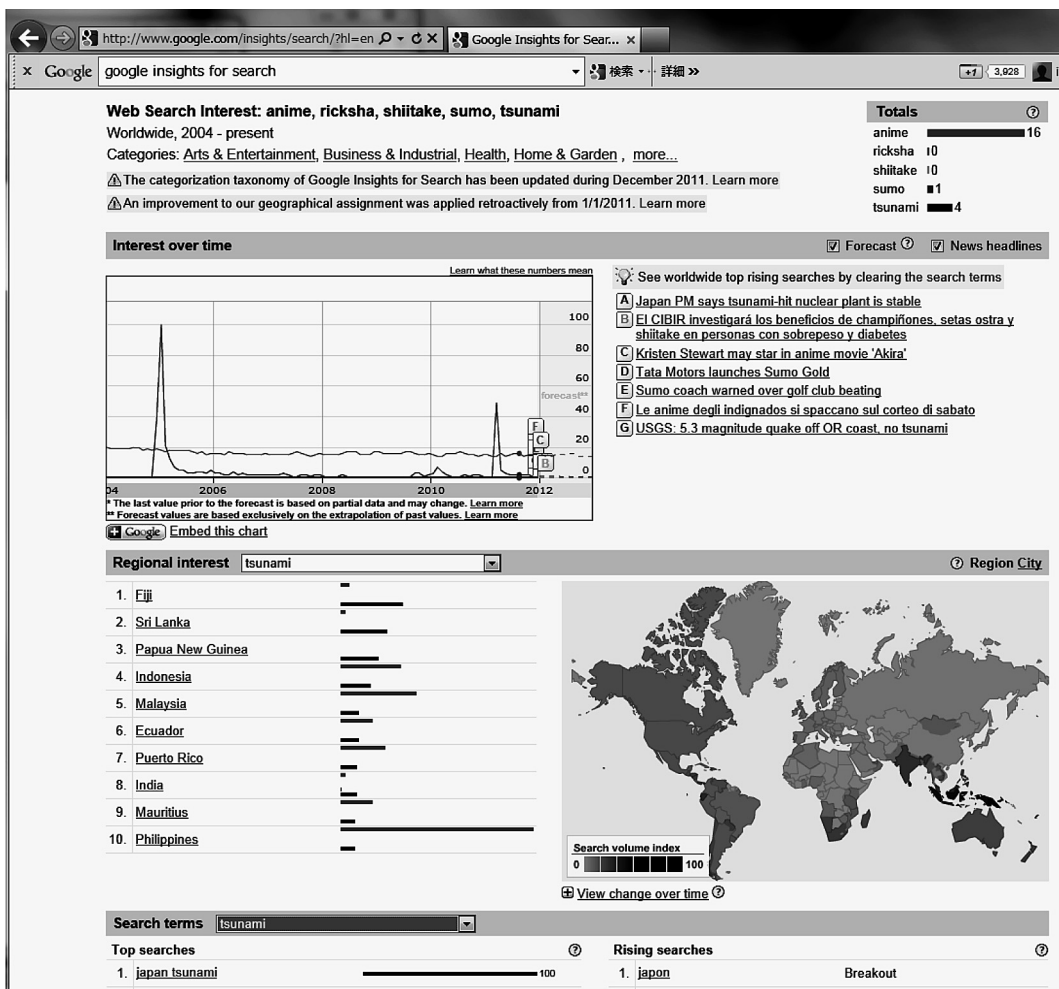 http://www.google.com/insights/search/?hl=en
Google Insights for Sear...
x Google google insights for search 検索 詳細 »
+1 3,928
Web Search Interest: anime, ricksha, shiitake, sumo, tsunami
Worldwide, 2004 - present
Categories: Arts & Entertainment, Business & Industrial, Health, Home & Garden , more...
The categorization taxonomy of Google Insights for Search has been updated during December 2011. Learn more
An improvement to our geographical assignment was applied retroactively from 1/1/2011. Learn more
Totals
anime 16
ricksha 0
shiitake 0
sumo 1
tsunami 4
Interest over time
Forecast News headlines
Learn what these numbers mean
100
80
60
forecast**
40
20
0
F
C
B
04 2006 2008 2010 2012
* The last value prior to the forecast is based on partial data and may change. Learn more
** Forecast values are based exclusively on the extrapolation of past values. Learn more
Google Embed this chart
See worldwide top rising searches by clearing the search terms
A Japan PM says tsunami-hit nuclear plant is stable
B El CIBIR investigará los beneficios de champiñones, setas ostra y
shiitake en personas con sobrepeso y diabetes
C Kristen Stewart may star in anime movie 'Akira'
D Tata Motors launches Sumo Gold
E Sumo coach warned over golf club beating
F Le anime degli indignados si spaccano sul corteo di sabato
G USGS: 5.3 magnitude quake off OR coast, no tsunami
Regional interest tsunami
Region City
1. Fiji
2. Sri Lanka
3. Papua New Guinea
4. Indonesia
5. Malaysia
6. Ecuador
7. Puerto Rico
8. India
9. Mauritius
10. Philippines
Search volume index
0 100
View change over time
Search terms tsunami
Top searches
1. japan tsunami 100
Rising searches
1. japon Breakout